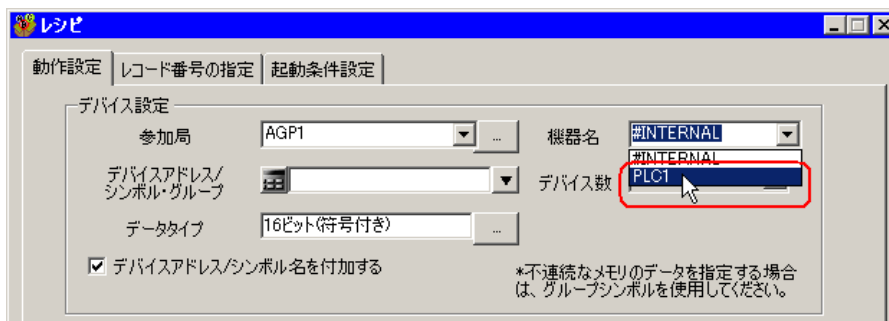 レシピ
動作設定 レコード番号の指定 起動条件設定
デバイス設定
参加局 AGP1 ... 機器名 #INTERNAL
#INTERNAL
デバイスアドレス/
シンボル・グループ
デバイス数 PLC1
データタイプ 16ビット(符号付き) ...
デバイスアドレス/シンボル名を付加する
*不連続なメモリのデータを指定する場合
は、グループシンボルを使用してください。